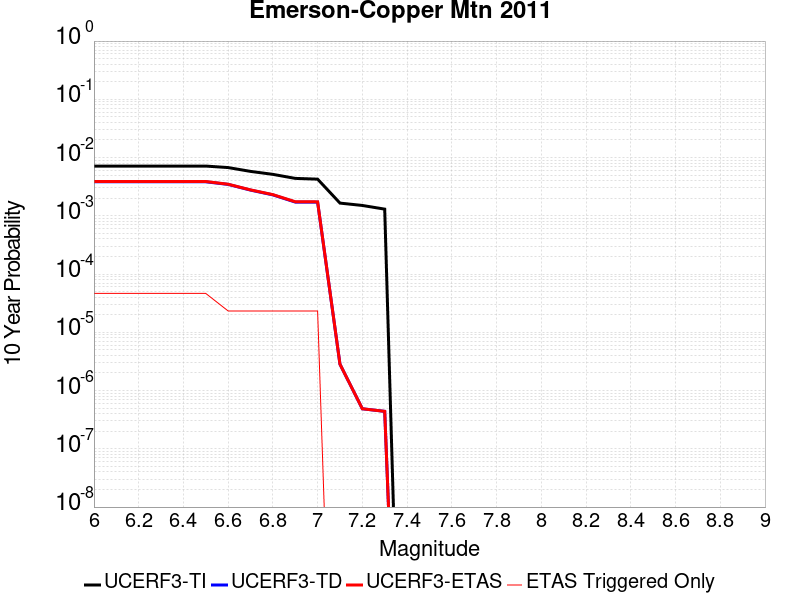 Emerson-Copper Mtn 2011
10^0
10^-1
10^-2
10^-3
10^-4
10^-5
10^-6
10^-7
10^-8
10 Year Probability
6 6.2 6.4 6.6 6.8 7 7.2 7.4 7.6 7.8 8 8.2 8.4 8.6 8.8 9
Magnitude
UCERF3-TI UCERF3-TD UCERF3-ETAS ETAS Triggered Only